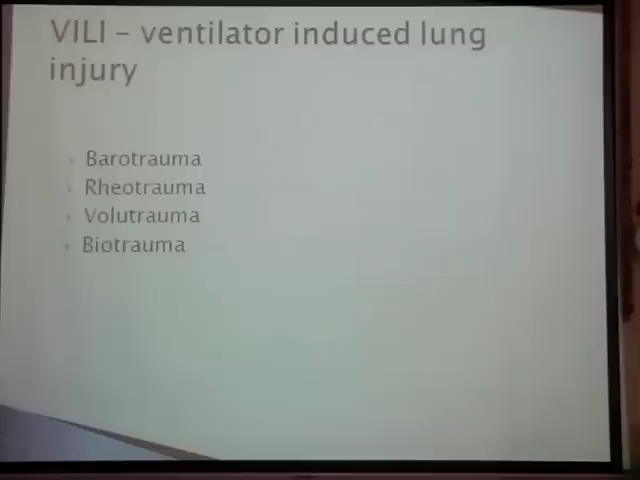 VILI – ventilator induced lung
injury
Barotrauma
Rheotrauma
Volutrauma
Biotrauma